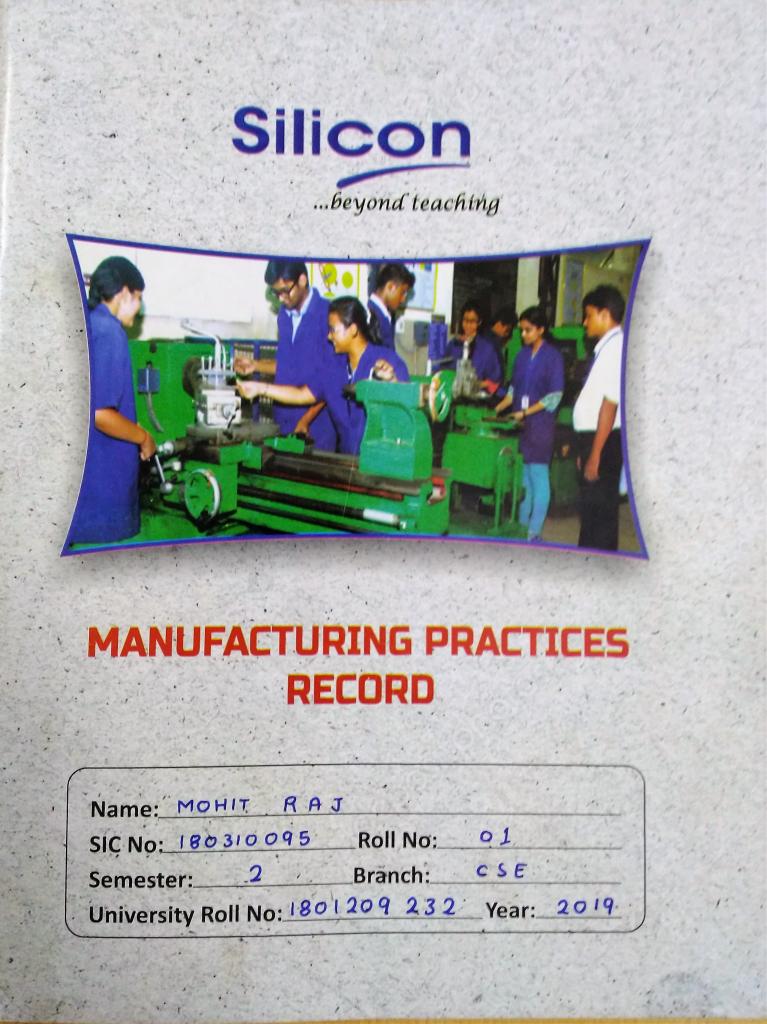 Silicon
...beyond teaching
MANUFACTURING PRACTICES
RECORD
Name: MOHIT RAJ
SIC No: 180310095 Roll No: 01
Semester: 2 Branch: CSE
University Roll No: 1801209232 Year: 2019